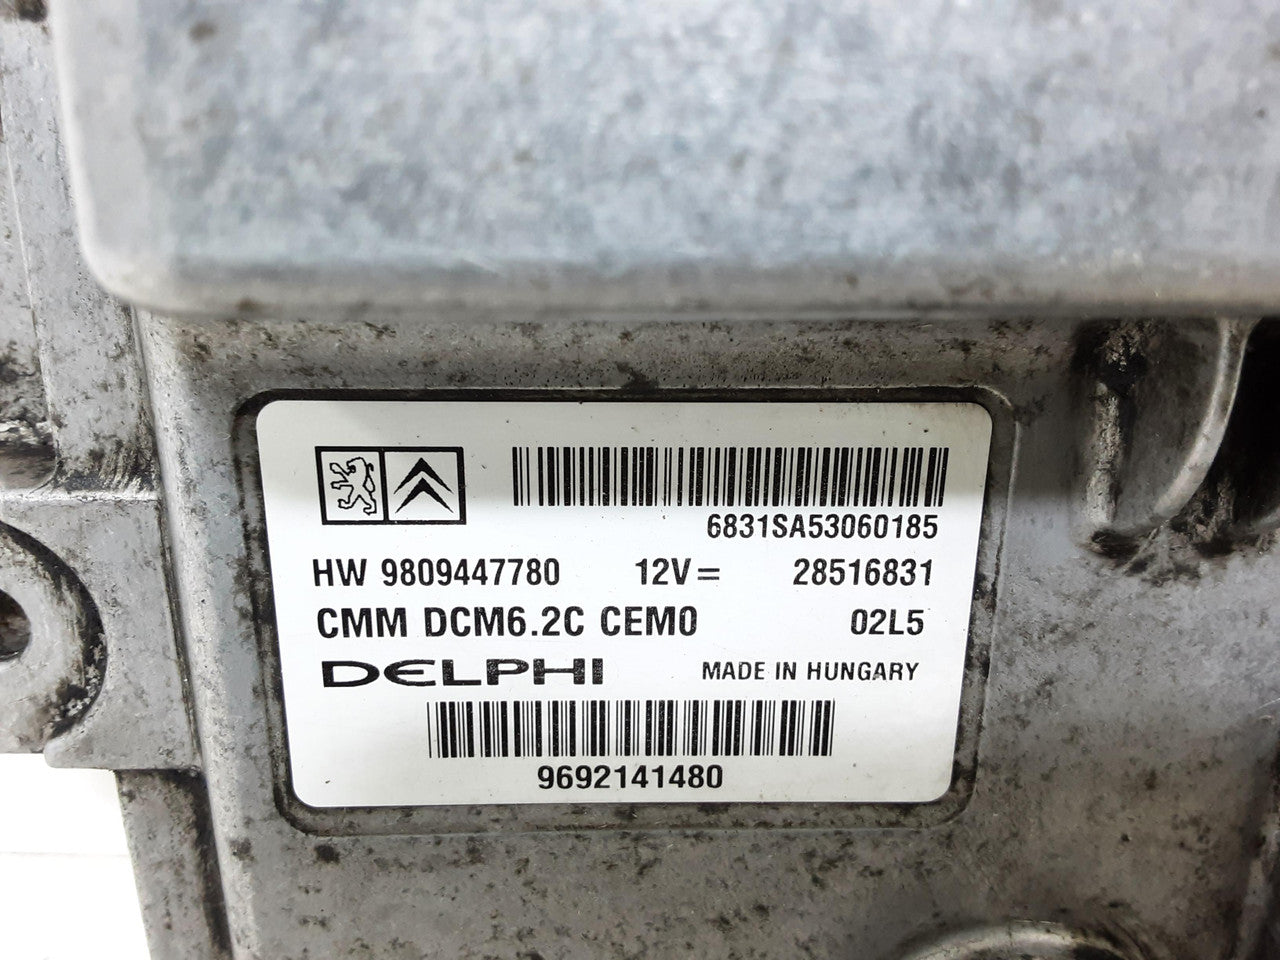 6831SA53060185
HW 9809447780 12V= 28516831
CMM DCM6.2C CEM0 02L5
DELPHI MADE IN HUNGARY
9692141480